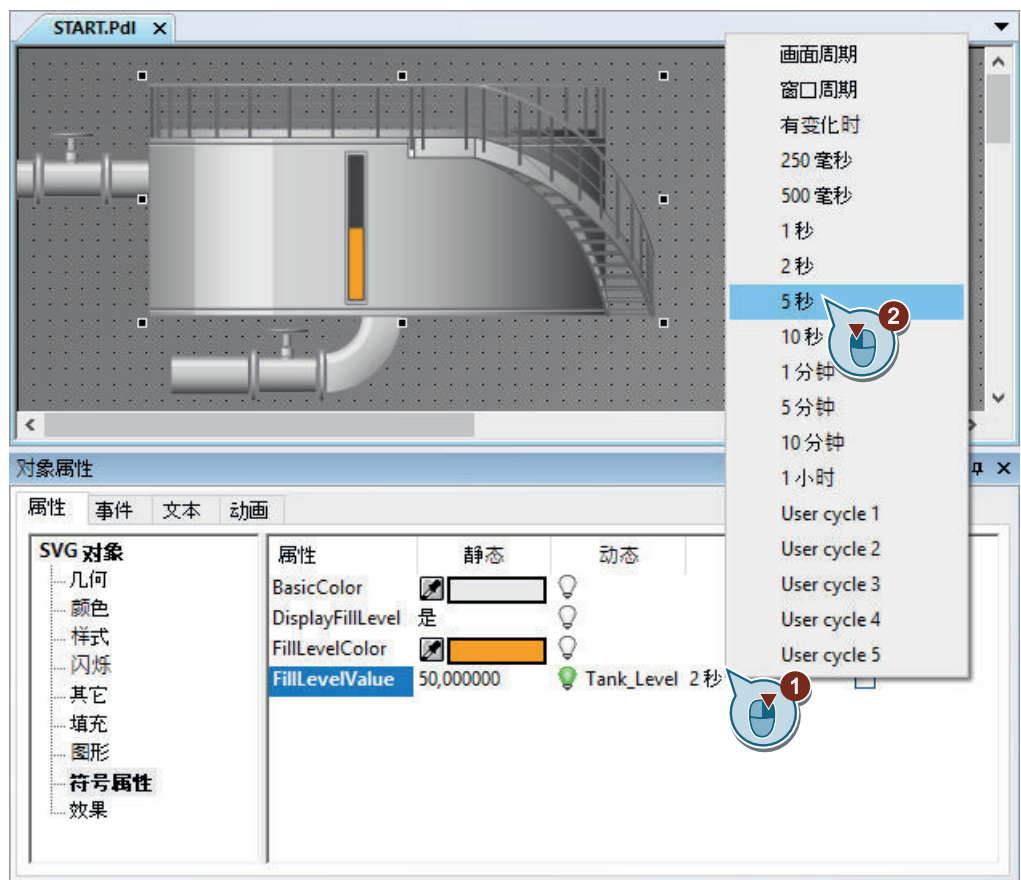 START.Pdl
画面周期
窗口周期
有变化时
250 毫秒
500 毫秒
1 秒
2 秒
5 秒
2
10 秒
1 分钟
5 分钟
10 分钟
1 小时
User cycle 1
User cycle 2
User cycle 3
User cycle 4
User cycle 5
对象属性
属性 事件 文本 动画
SVG 对象
几何
颜色
样式
闪烁
其它
填充
图形
符号属性
效果
属性 静态 动态
BasicColor
DisplayFillLevel 是
FillLevelColor
FillLevelValue 50,000000 Tank_Level 2 秒
1